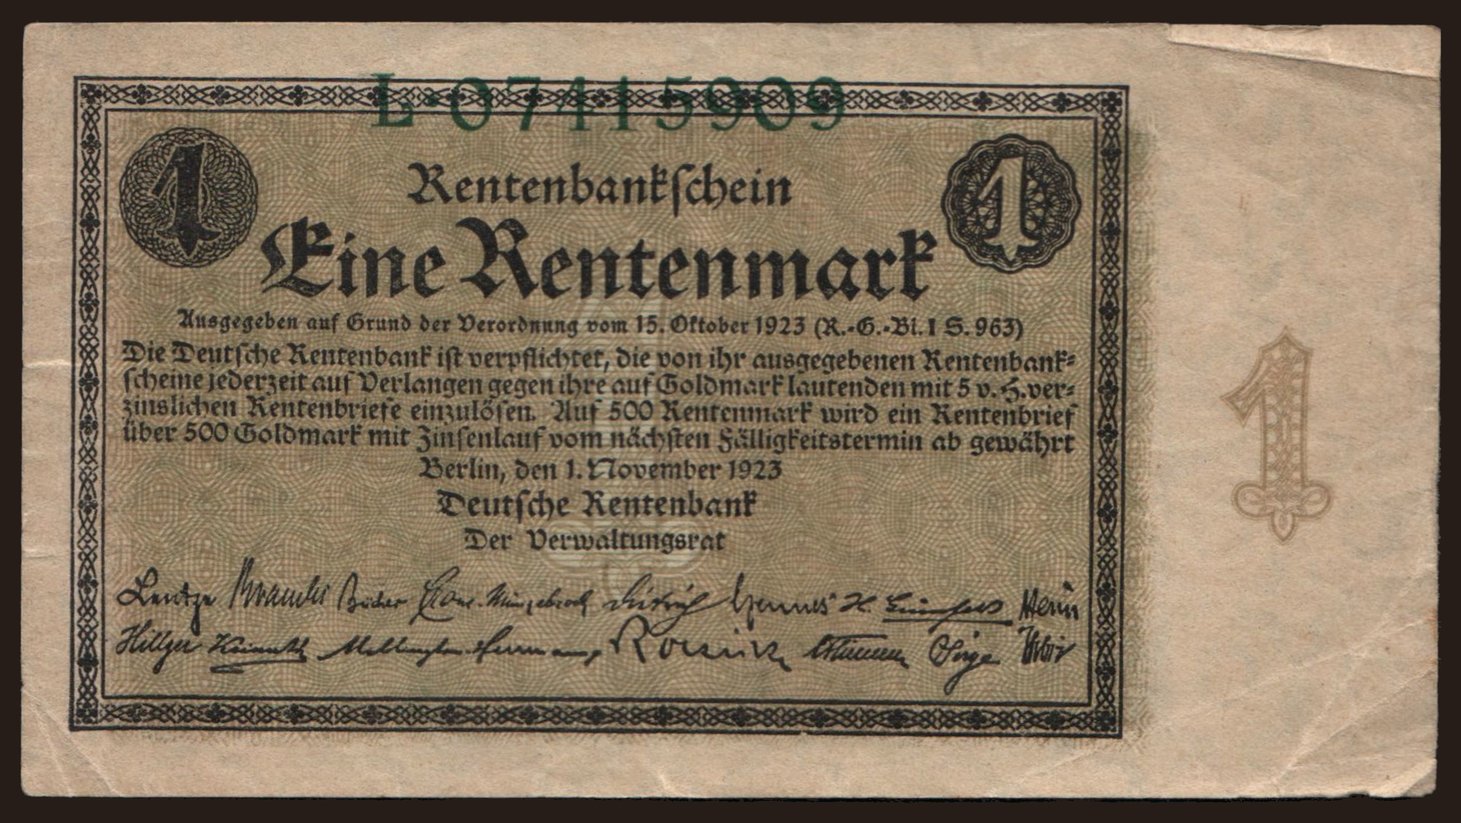 L·07415909
1 1
Rentenbankschein
Eine Rentenmark
Ausgegeben auf Grund der Verordnung vom 15. Oktober 1923 (R.-G.-Bl. I S. 963)
Die Deutsche Rentenbank ist verpflichtet, die von ihr ausgegebenen Rentenbank-
scheine jederzeit auf Verlangen gegen ihre auf Goldmark lautenden mit 5 v. H. ver-
zinslichen Rentenbriefe einzulösen. Auf 500 Rentenmark wird ein Rentenbrief
über 500 Goldmark mit Zinsenlauf vom nächsten Fälligkeitstermin ab gewährt
Berlin, den 1. November 1923
Deutsche Rentenbank
Der Verwaltungsrat
Lentze Brandes
Hillger
1